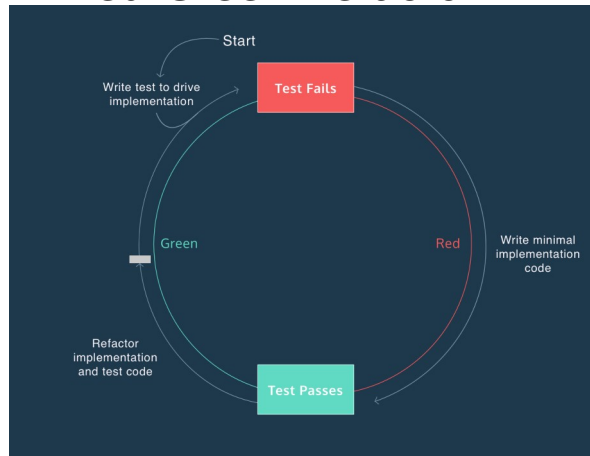 Start
Write test to drive
implementation
Test Fails
Green
Red
Write minimal
implementation
code
Refactor
implementation
and test code
Test Passes